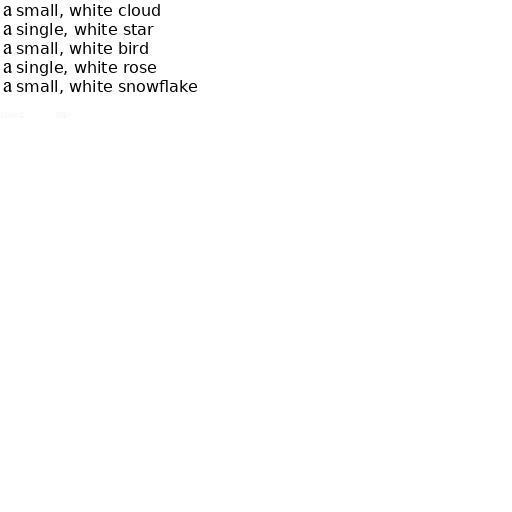 a small, white cloud
a single, white star
a small, white bird
a single, white rose
a small, white snowflake